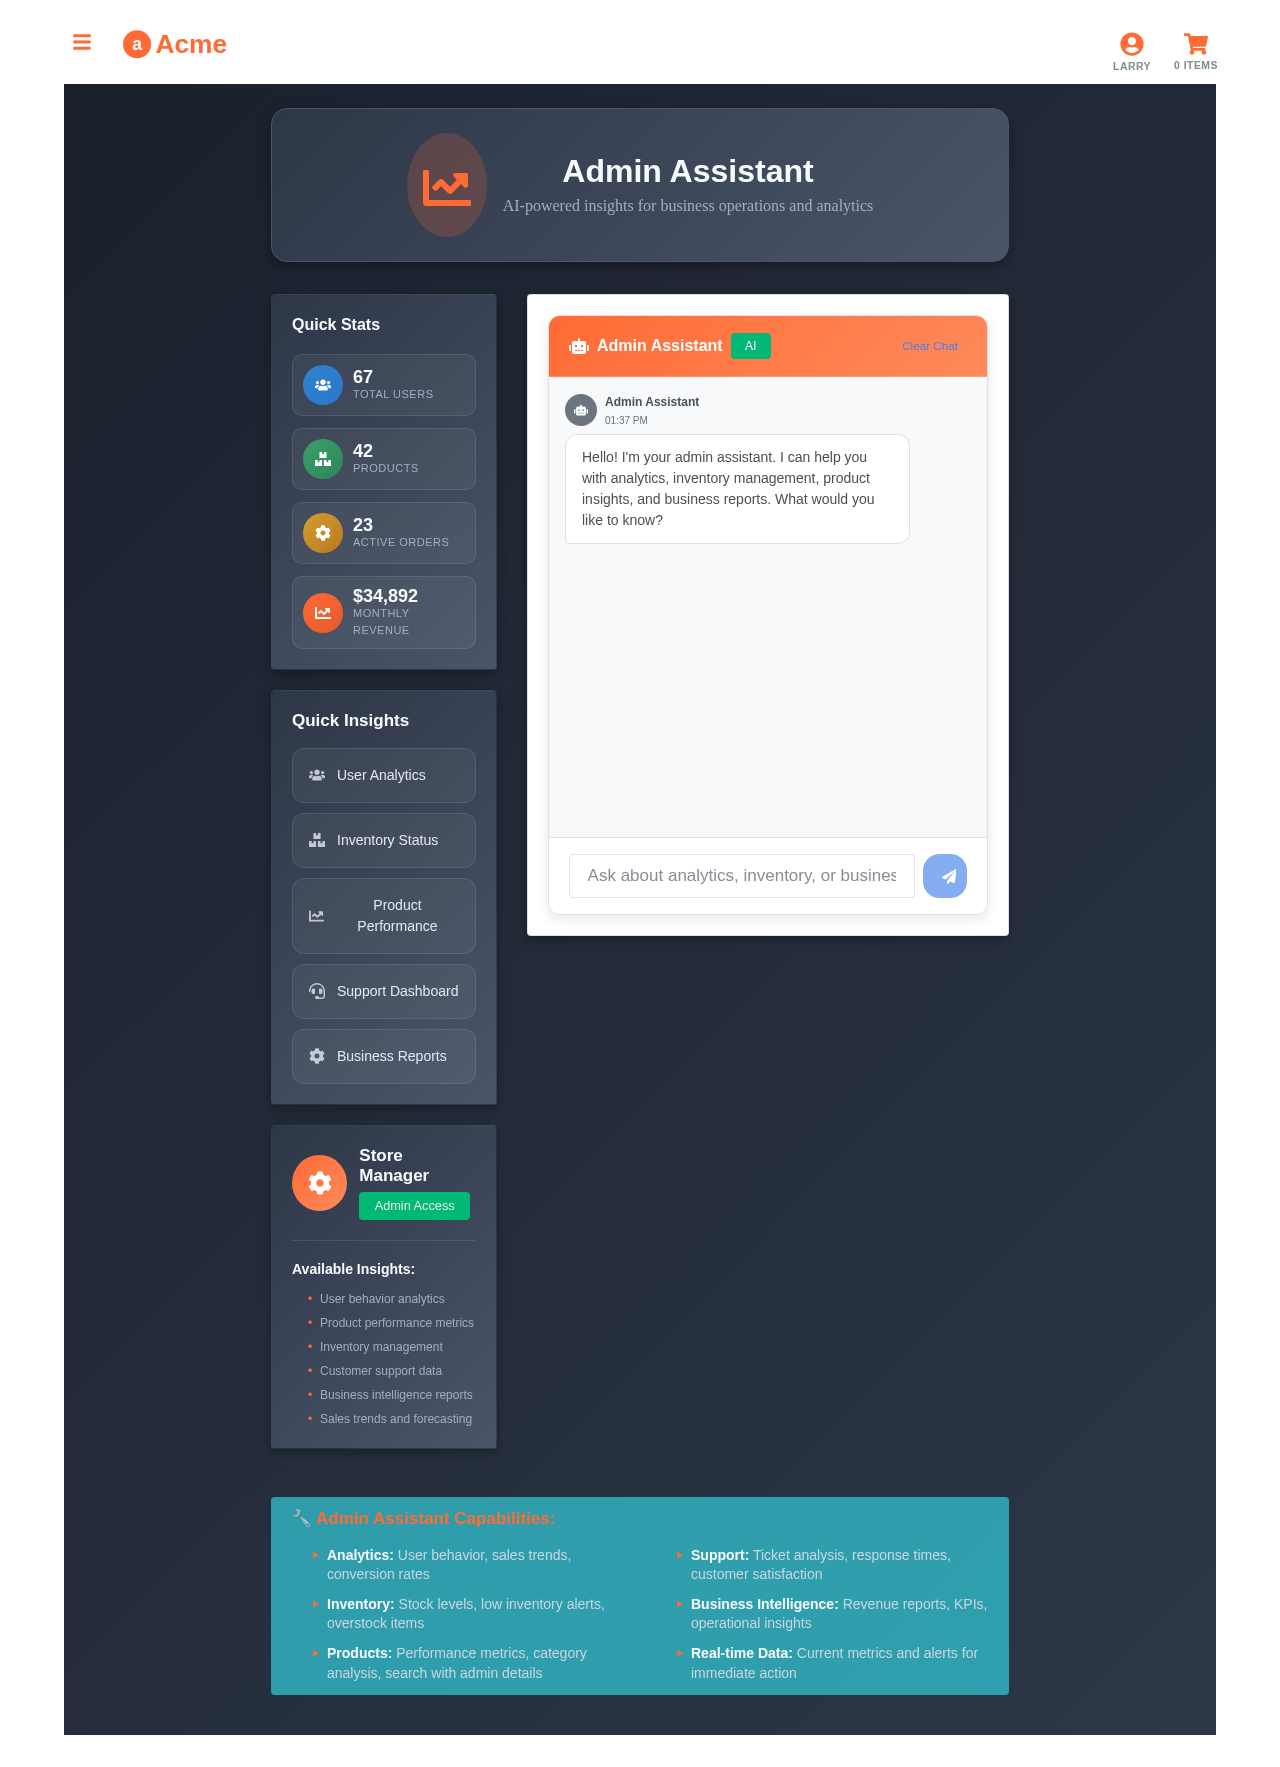 a Acme
LARRY
0 ITEMS
Admin Assistant
AI-powered insights for business operations and analytics
Quick Stats
67
TOTAL USERS
42
PRODUCTS
23
ACTIVE ORDERS
$34,892
MONTHLY
REVENUE
Quick Insights
User Analytics
Inventory Status
Product
Performance
Support Dashboard
Business Reports
Store
Manager
Admin Access
Available Insights:
• User behavior analytics
• Product performance metrics
• Inventory management
• Customer support data
• Business intelligence reports
• Sales trends and forecasting
Admin Assistant AI Clear Chat
Admin Assistant
01:37 PM
Hello! I'm your admin assistant. I can help you
with analytics, inventory management, product
insights, and business reports. What would you
like to know?
Ask about analytics, inventory, or busines
🔧 Admin Assistant Capabilities:
Analytics: User behavior, sales trends,
conversion rates
Inventory: Stock levels, low inventory alerts,
overstock items
Products: Performance metrics, category
analysis, search with admin details
Support: Ticket analysis, response times,
customer satisfaction
Business Intelligence: Revenue reports, KPIs,
operational insights
Real-time Data: Current metrics and alerts for
immediate action